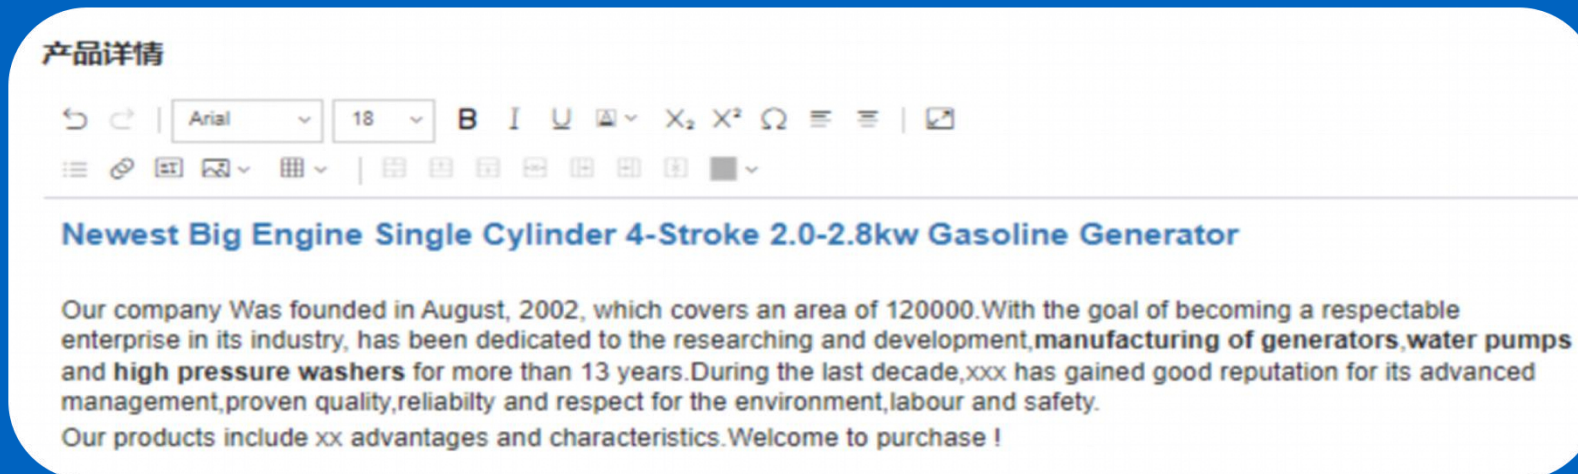 产品详情
Arial 18 B I U A X₂ X² Ω
Newest Big Engine Single Cylinder 4-Stroke 2.0-2.8kw Gasoline Generator
Our company Was founded in August, 2002, which covers an area of 120000.With the goal of becoming a respectable
enterprise in its industry, has been dedicated to the researching and development,manufacturing of generators,water pumps
and high pressure washers for more than 13 years.During the last decade,xxx has gained good reputation for its advanced
management,proven quality,reliabilty and respect for the environment,labour and safety.
Our products include xx advantages and characteristics.Welcome to purchase !